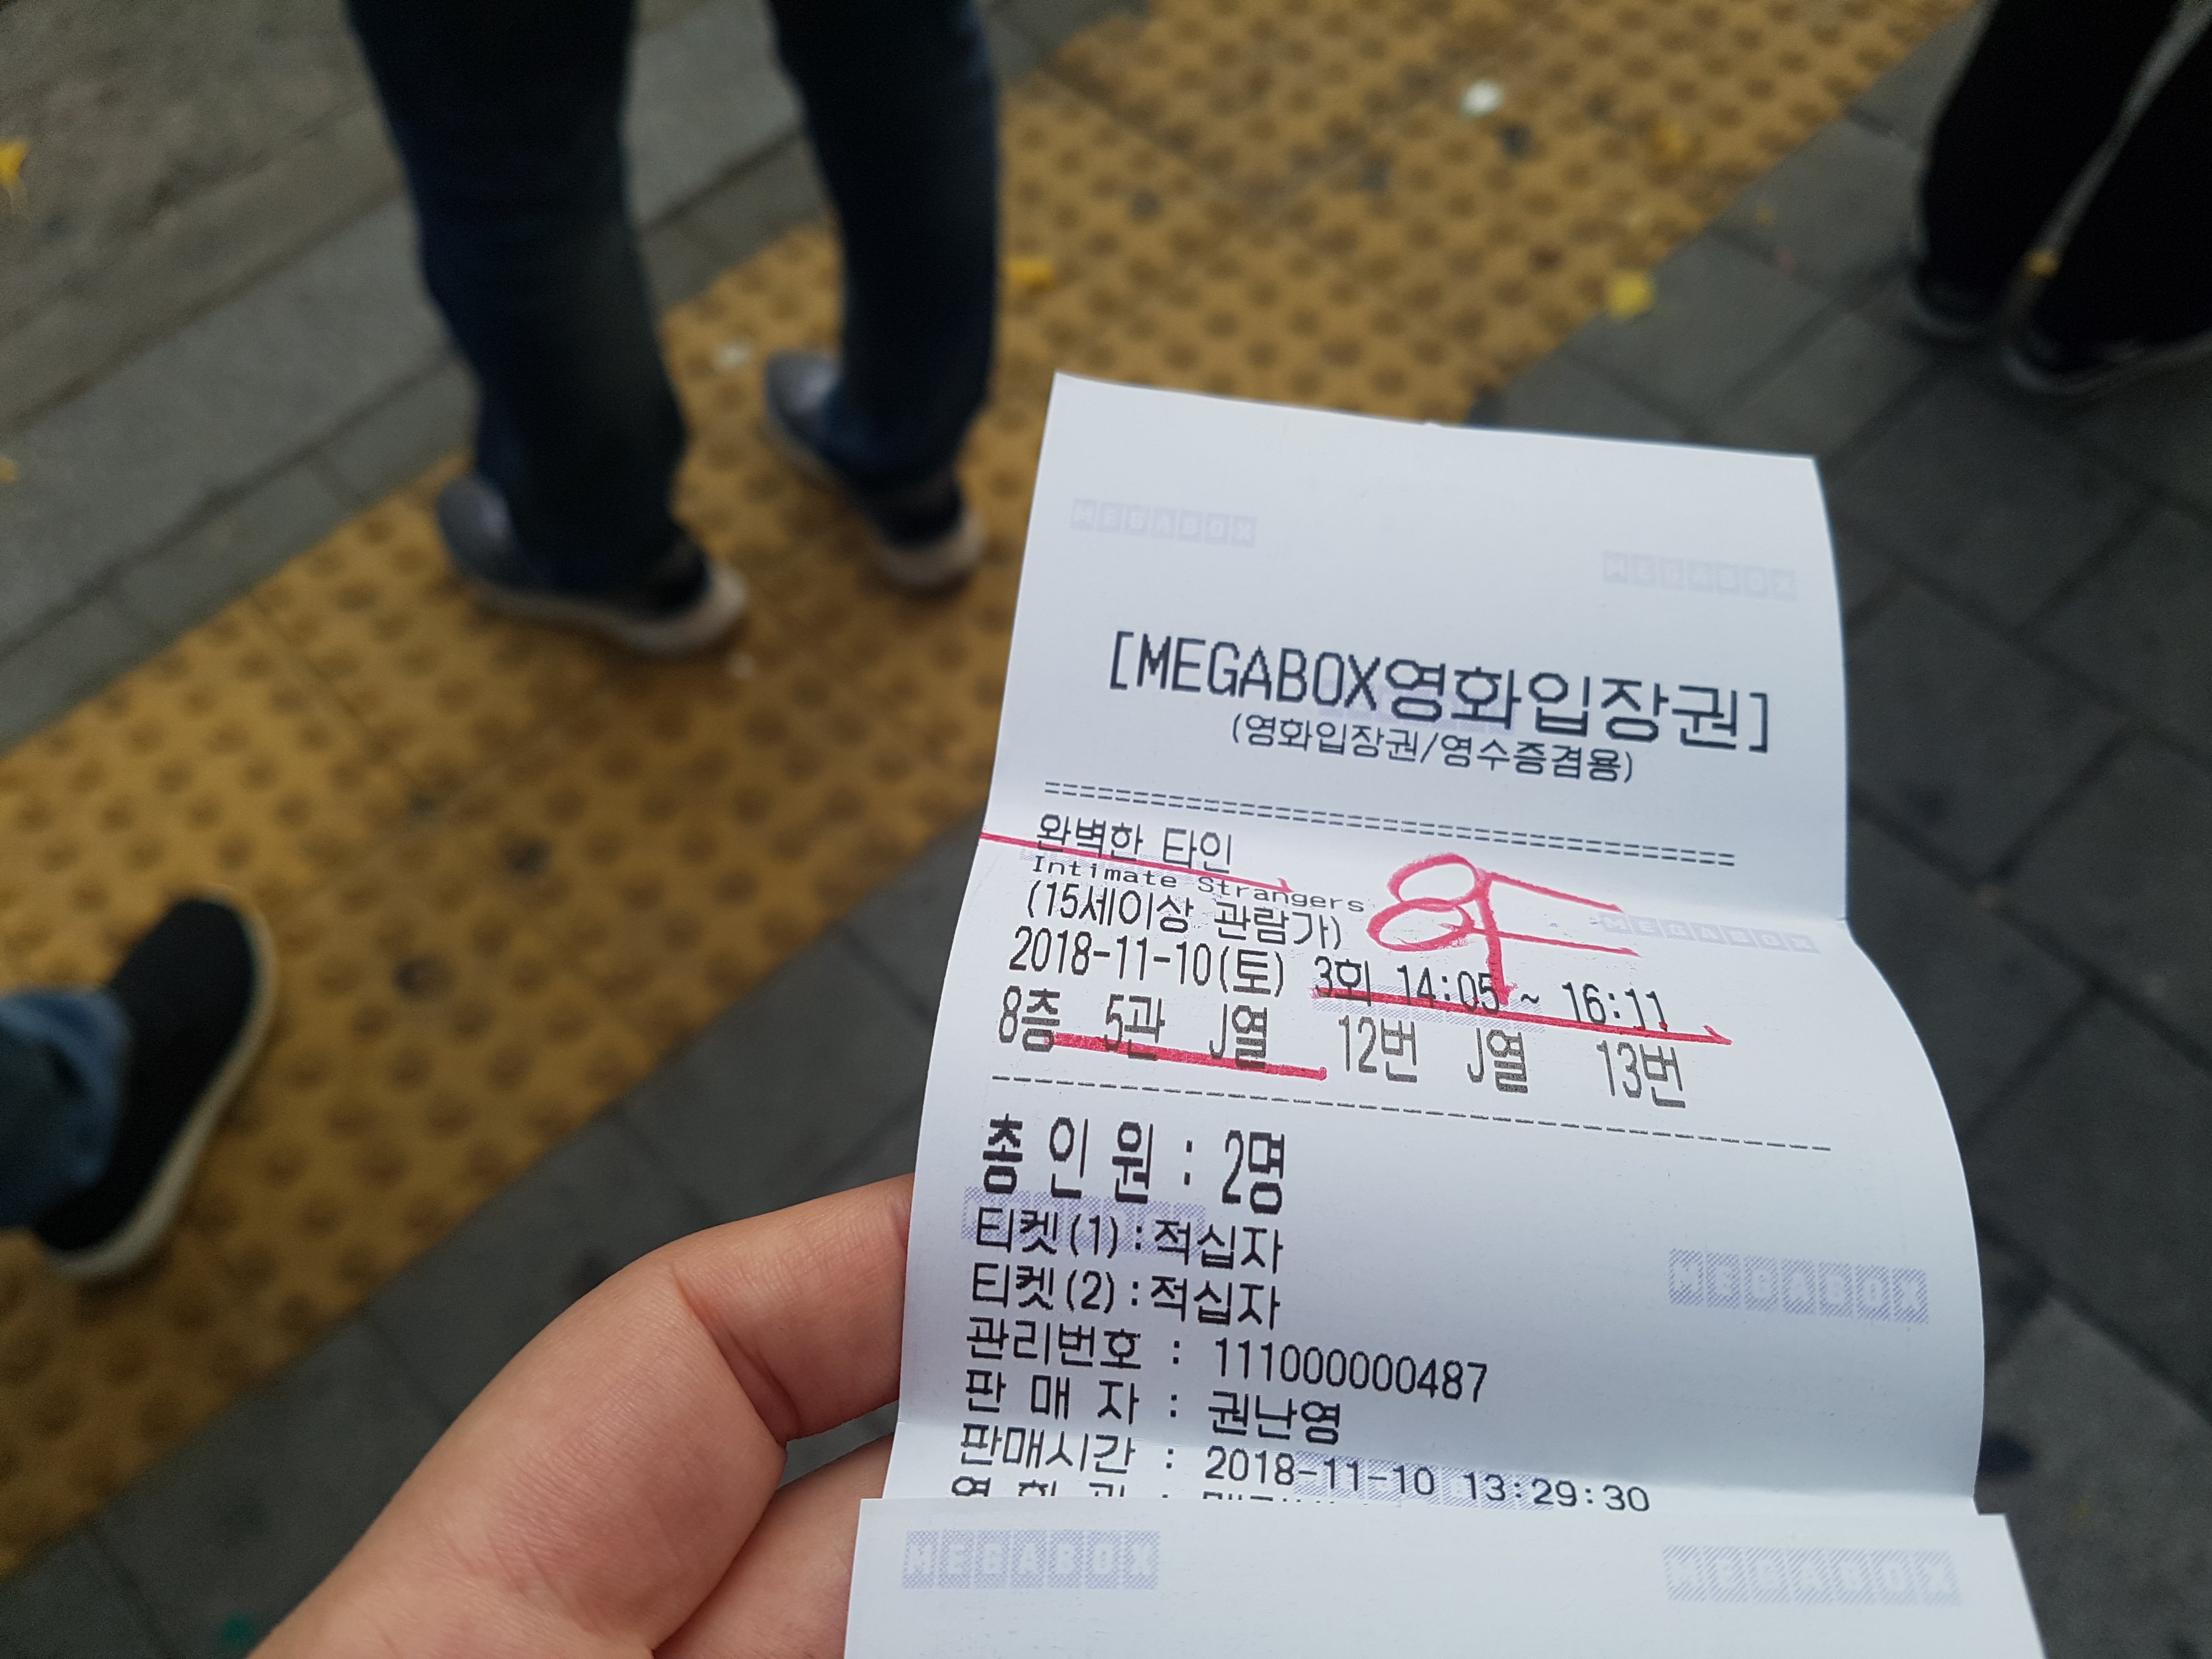 MEGABOX
MEGABOX
[MEGABOX영화입장권]
(영화입장권/영수증겸용)
완벽한 타인
Intimate Strangers
(15세이상 관람가)
8F
MEGABOX
2018-11-10(토) 3회 14:05 ~ 16:11
8층 5관 J열 12번 J열 13번
총 인 원 : 2명
티켓(1):적십자
티켓(2):적십자
MEGABOX
관리번호 : 111000000487
판 매 자 : 권난영
판매시간 : 2018-11-10 13:29:30
MEGABOX
MEGABOX